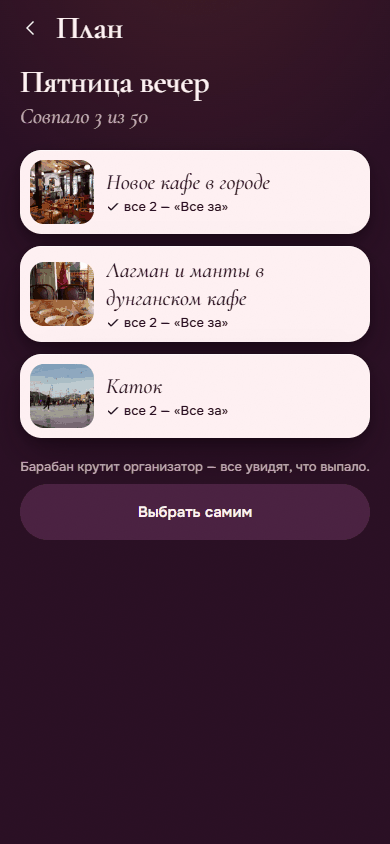 План
Пятница вечер
Совпало 3 из 50
Новое кафе в городе
все 2 — «Все за»
Лагман и манты в
дунганском кафе
все 2 — «Все за»
Каток
все 2 — «Все за»
Барабан крутит организатор — все увидят, что выпало.
Выбрать самим